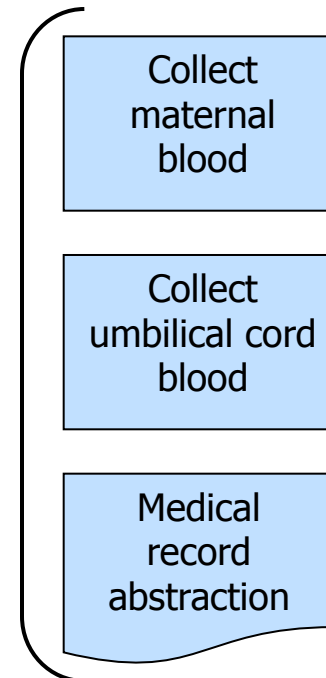 Collect
maternal
blood
Collect
umbilical cord
blood
Medical
record
abstraction